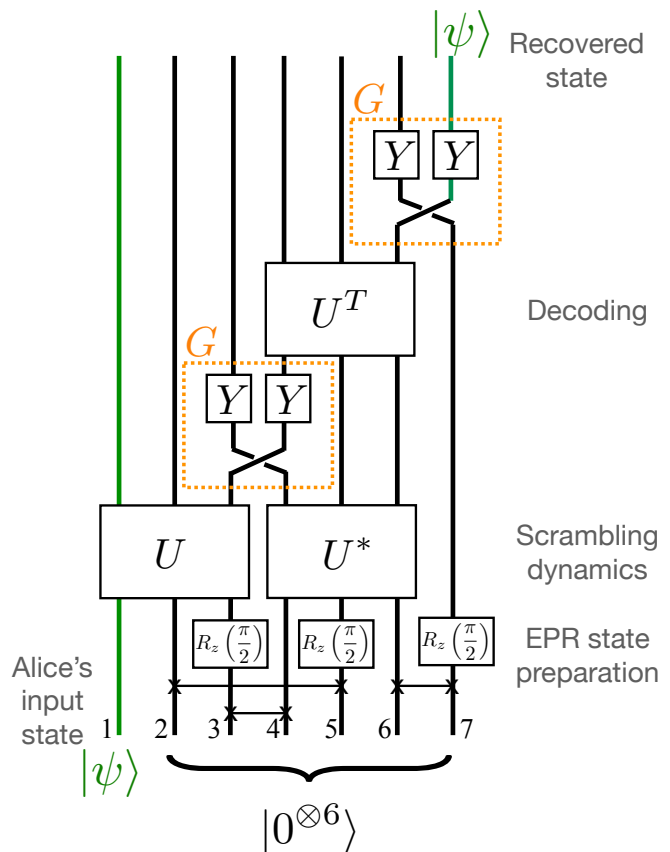 |ψ⟩
Recovered
state
G
Y Y
U^T
Decoding
G
Y Y
U
U^*
Scrambling
dynamics
R_z (π/2) R_z (π/2) R_z (π/2)
EPR state
preparation
Alice's
input
state
1 2 3 4 5 6 7
|ψ⟩
|0^{⊗6}⟩